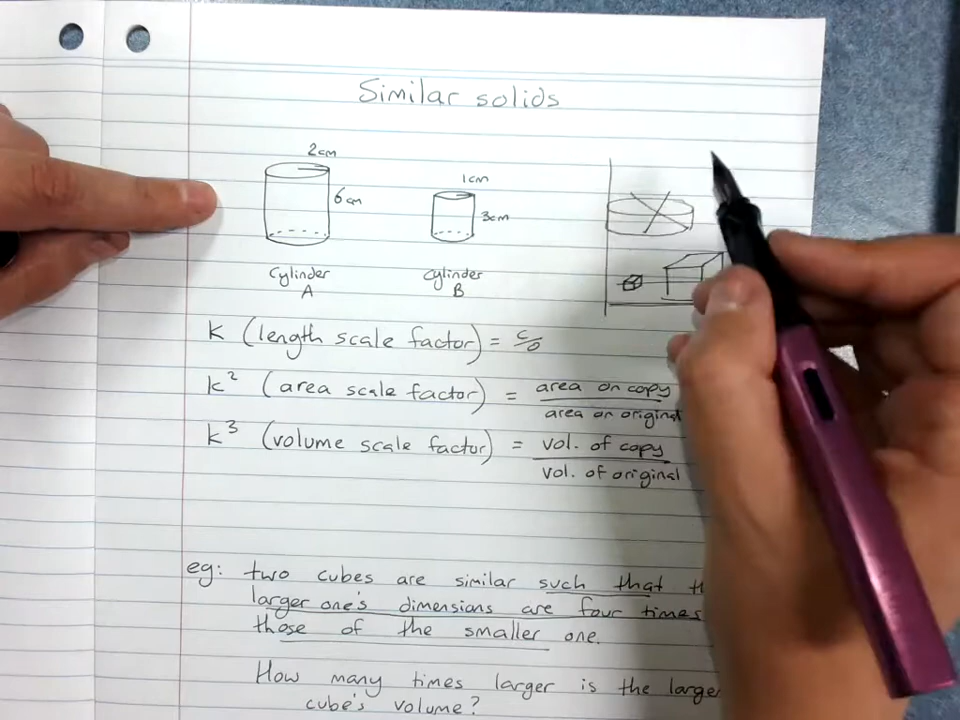 Similar solids
2cm
6cm
1cm
3cm
Cylinder
A
Cylinder
B
k (length scale factor) = c/o
k² (area scale factor) = area on copy
area on original
k³ (volume scale factor) = vol. of copy
vol. of original
eg: two cubes are similar such that
larger one's dimensions are four times
those of the smaller one.
How many times larger is the large
cube's volume?